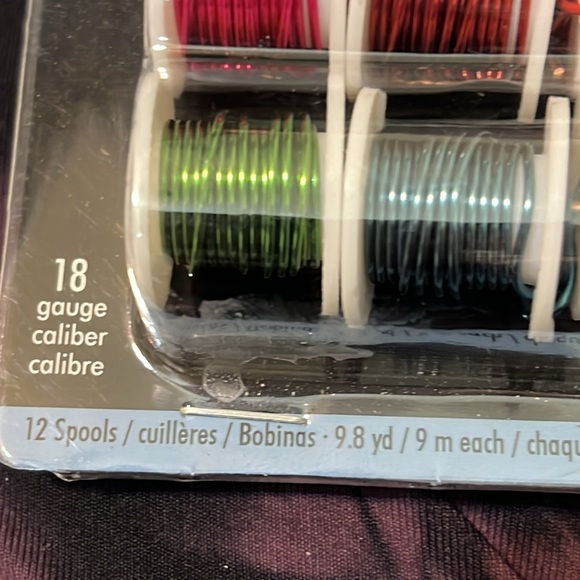 18
gauge
caliber
calibre
12 Spools / cuillères / Bobinas · 9.8 yd / 9 m each / chaqu